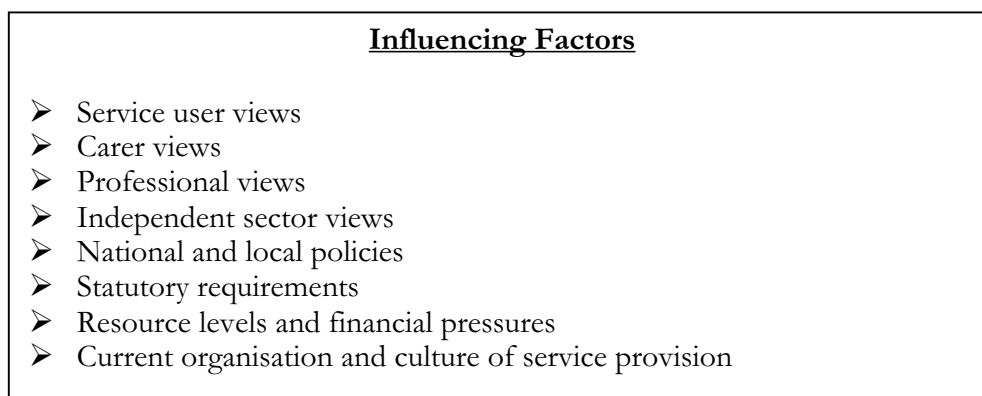 Influencing Factors
➢ Service user views
➢ Carer views
➢ Professional views
➢ Independent sector views
➢ National and local policies
➢ Statutory requirements
➢ Resource levels and financial pressures
➢ Current organisation and culture of service provision